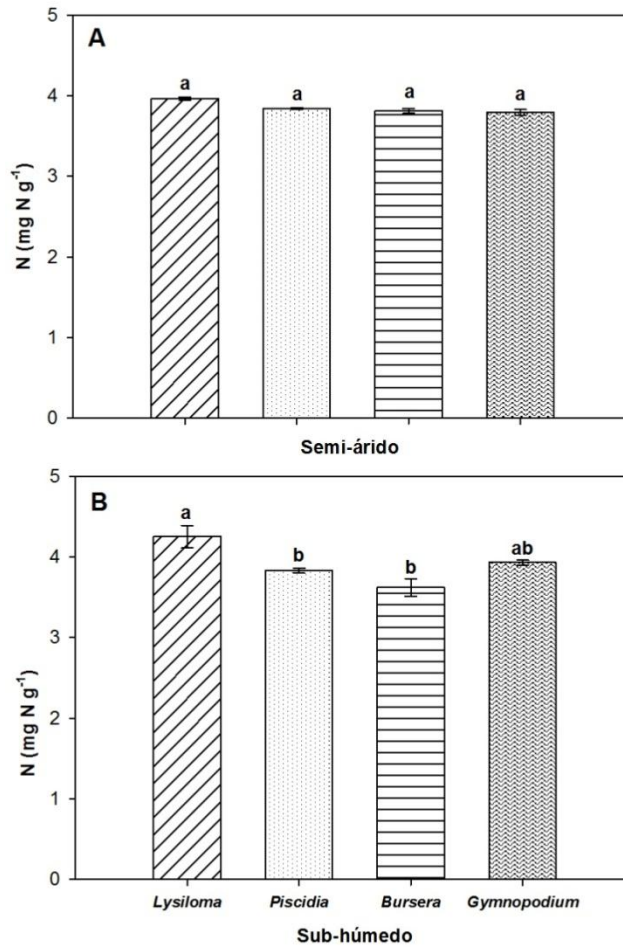 A
5
4
3
2
1
0
N (mg N g⁻¹)
a a a a
Semi-árido
B
5
4
3
2
1
0
N (mg N g⁻¹)
a b b ab
Lysiloma Piscidia Bursera Gymnopodium
Sub-húmedo